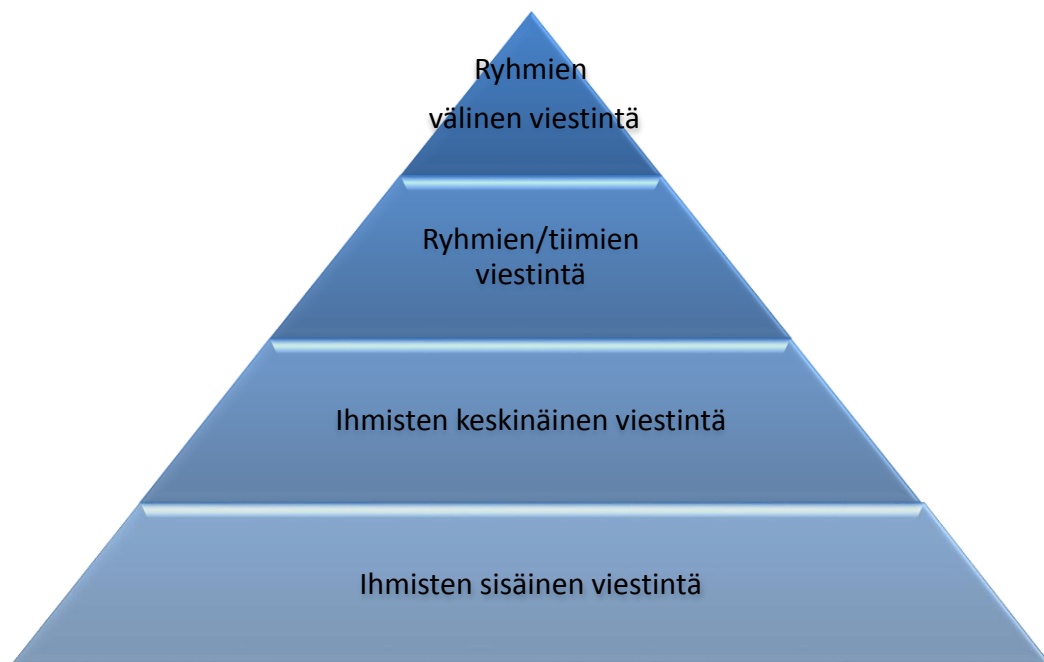 Ryhmien
välinen viestintä
Ryhmien/tiimien
viestintä
Ihmisten keskinäinen viestintä
Ihmisten sisäinen viestintä